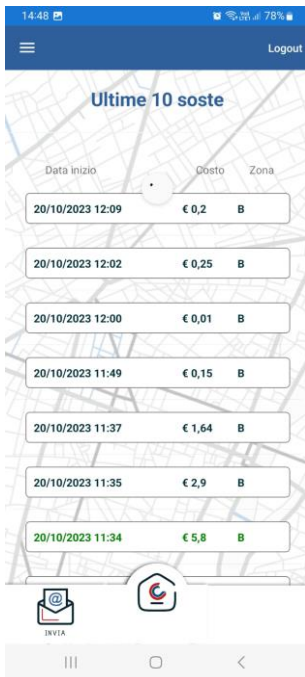 14:48 78%
Logout
Ultime 10 soste
Data inizio Costo Zona
20/10/2023 12:09 € 0,2 B
20/10/2023 12:02 € 0,25 B
20/10/2023 12:00 € 0,01 B
20/10/2023 11:49 € 0,15 B
20/10/2023 11:37 € 1,64 B
20/10/2023 11:35 € 2,9 B
20/10/2023 11:34 € 5,8 B
@
INVIA